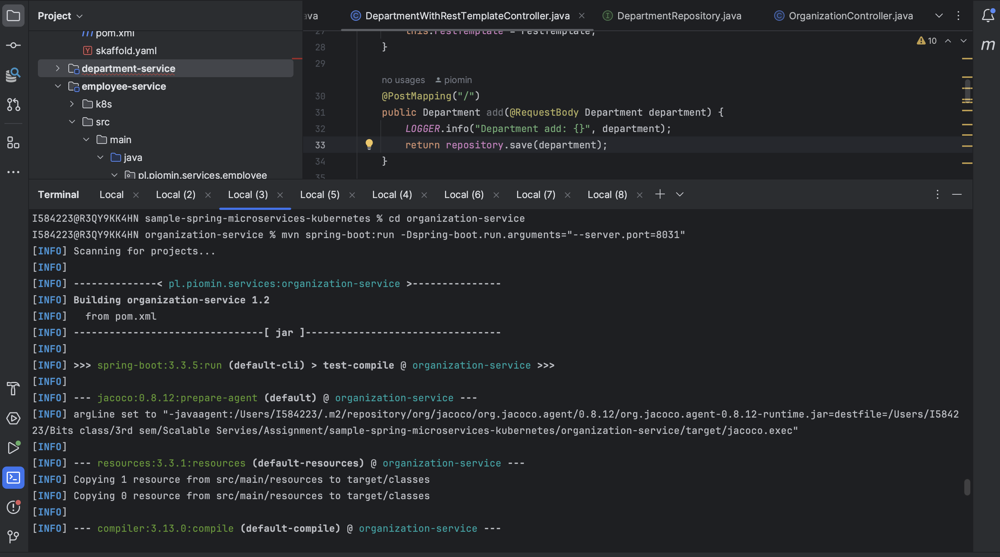 Project
pom.xml
skaffold.yaml
department-service
employee-service
k8s
src
main
java
pl.piomin.services.employee
ava
DepartmentWithRestTemplateController.java
DepartmentRepository.java
OrganizationController.java
10
m
27 this.restTemplate = restTemplate;
28 }
29
no usages piomin
30 @PostMapping("/")
31 public Department add(@RequestBody Department department) {
32 LOGGER.info("Department add: {}", department);
33 return repository.save(department);
34 }
35
Terminal Local Local (2) Local (3) Local (5) Local (4) Local (6) Local (7) Local (8)
I584223@R3QY9KK4HN sample-spring-microservices-kubernetes % cd organization-service
I584223@R3QY9KK4HN organization-service % mvn spring-boot:run -Dspring-boot.run.arguments="--server.port=8031"
[INFO] Scanning for projects...
[INFO]
[INFO] --------------< pl.piomin.services:organization-service >---------------
[INFO] Building organization-service 1.2
[INFO]   from pom.xml
[INFO] --------------------------------[ jar ]---------------------------------
[INFO]
[INFO] >>> spring-boot:3.3.5:run (default-cli) > test-compile @ organization-service >>>
[INFO]
[INFO] --- jacoco:0.8.12:prepare-agent (default) @ organization-service ---
[INFO] argLine set to "-javaagent:/Users/I584223/.m2/repository/org/jacoco/org.jacoco.agent/0.8.12/org.jacoco.agent-0.8.12-runtime.jar=destfile=/Users/I5842
23/Bits class/3rd sem/Scalable Servies/Assignment/sample-spring-microservices-kubernetes/organization-service/target/jacoco.exec"
[INFO]
[INFO] --- resources:3.3.1:resources (default-resources) @ organization-service ---
[INFO] Copying 1 resource from src/main/resources to target/classes
[INFO] Copying 0 resource from src/main/resources to target/classes
[INFO]
[INFO] --- compiler:3.13.0:compile (default-compile) @ organization-service ---